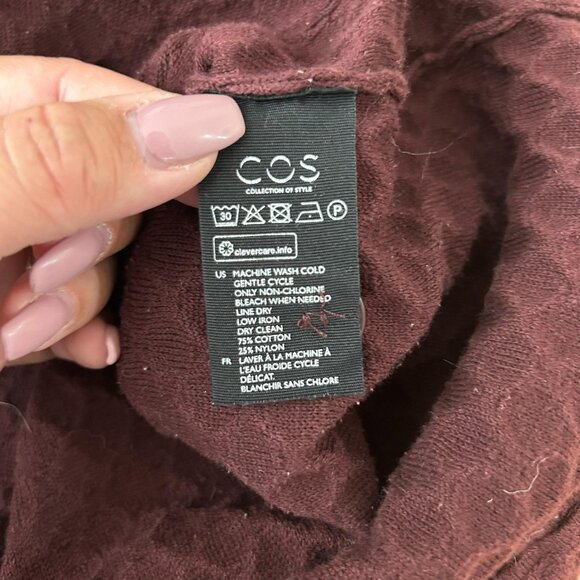 COS
COLLECTION OF STYLE
30 P
clevercare.info
US MACHINE WASH COLD
GENTLE CYCLE
ONLY NON-CHLORINE
BLEACH WHEN NEEDED
LINE DRY
LOW IRON
DRY CLEAN
75% COTTON
25% NYLON
FR LAVER À LA MACHINE À
L'EAU FROIDE CYCLE
DÉLICAT.
BLANCHIR SANS CHLORE